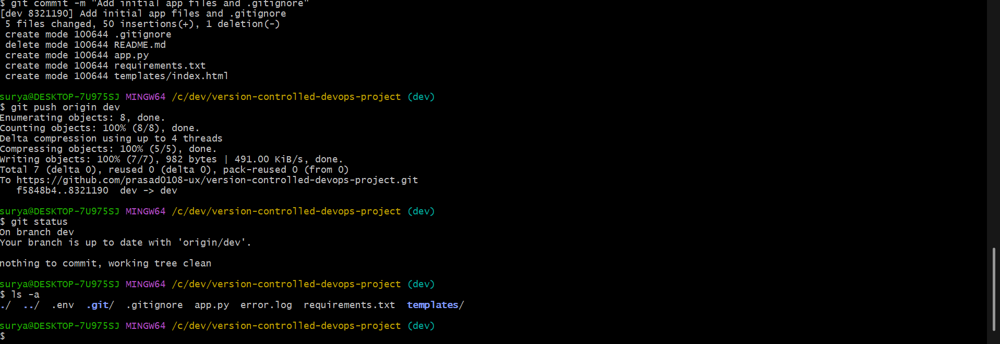 $ git commit -m "Add initial app files and .gitignore"
[dev 8321190] Add initial app files and .gitignore
 5 files changed, 50 insertions(+), 1 deletion(-)
 create mode 100644 .gitignore
 delete mode 100644 README.md
 create mode 100644 app.py
 create mode 100644 requirements.txt
 create mode 100644 templates/index.html
surya@DESKTOP-7U975SJ MINGW64 /c/dev/version-controlled-devops-project (dev)
$ git push origin dev
Enumerating objects: 8, done.
Counting objects: 100% (8/8), done.
Delta compression using up to 4 threads
Compressing objects: 100% (5/5), done.
Writing objects: 100% (7/7), 982 bytes | 491.00 KiB/s, done.
Total 7 (delta 0), reused 0 (delta 0), pack-reused 0 (from 0)
To https://github.com/prasad0108-ux/version-controlled-devops-project.git
   f5848b4..8321190  dev -> dev
surya@DESKTOP-7U975SJ MINGW64 /c/dev/version-controlled-devops-project (dev)
$ git status
On branch dev
Your branch is up to date with 'origin/dev'.
nothing to commit, working tree clean
surya@DESKTOP-7U975SJ MINGW64 /c/dev/version-controlled-devops-project (dev)
$ ls -a
./  ../  .env  .git/  .gitignore  app.py  error.log  requirements.txt  templates/
surya@DESKTOP-7U975SJ MINGW64 /c/dev/version-controlled-devops-project (dev)
$